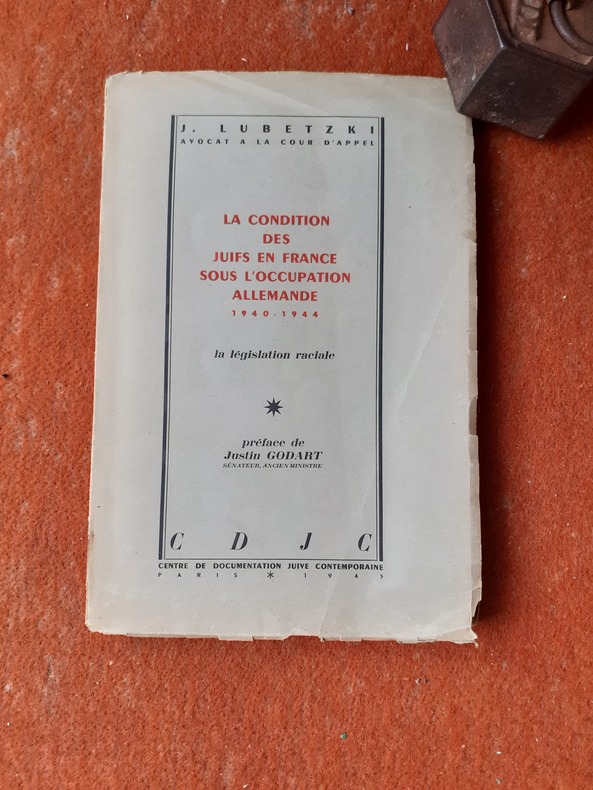 J. LUBETZKI
AVOCAT A LA COUR D'APPEL
LA CONDITION
DES
JUIFS EN FRANCE
SOUS L'OCCUPATION
ALLEMANDE
1940-1944
la législation raciale
préface de
Justin GODART
SÉNATEUR, ANCIEN MINISTRE
C D J C
CENTRE DE DOCUMENTATION JUIVE CONTEMPORAINE
PARIS * 1945